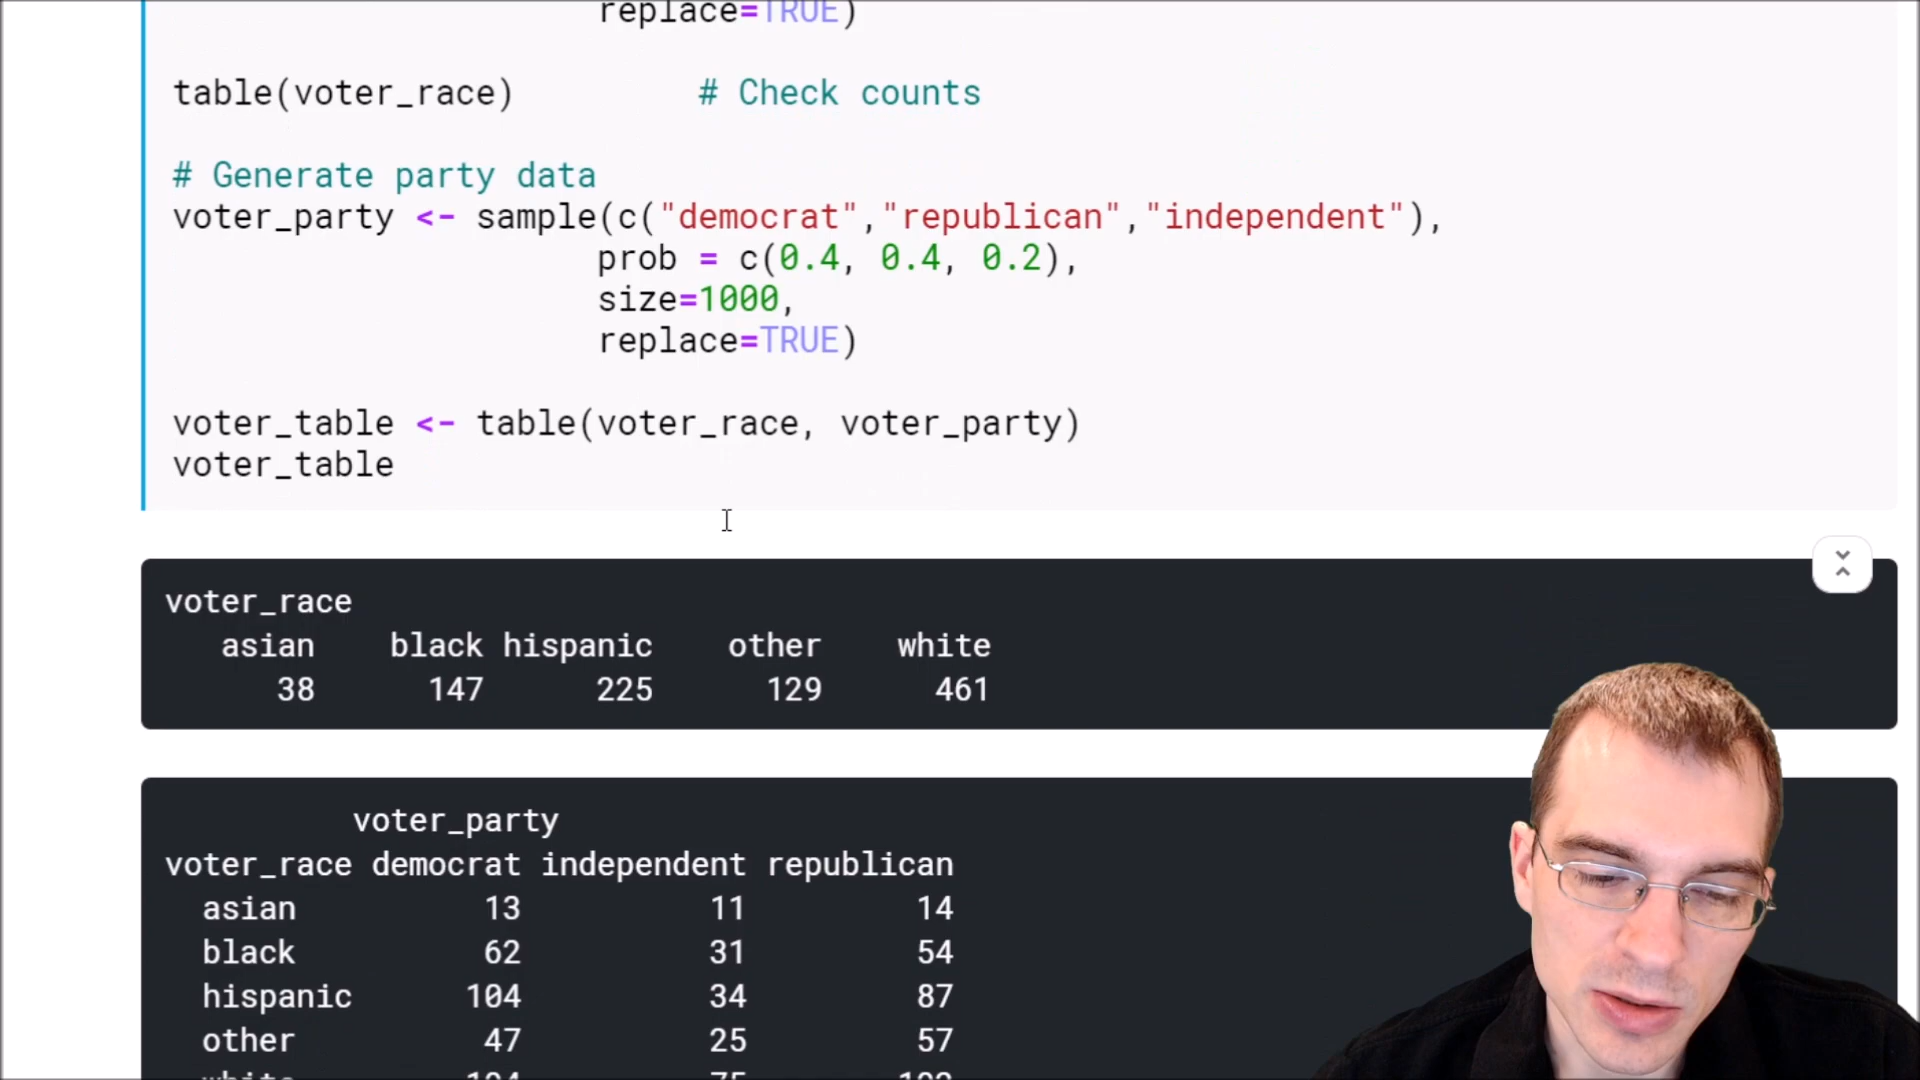 replace=TRUE)
table(voter_race) # Check counts
# Generate party data
voter_party <- sample(c("democrat","republican","independent"),
prob = c(0.4, 0.4, 0.2),
size=1000,
replace=TRUE)
voter_table <- table(voter_race, voter_party)
voter_table
voter_race
asian black hispanic other white
38 147 225 129 461
voter_party
voter_race democrat independent republican
asian 13 11 14
black 62 31 54
hispanic 104 34 87
other 47 25 57